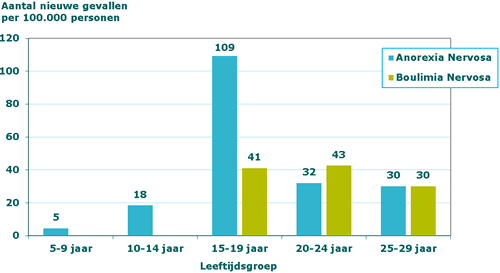 Aantal nieuwe gevallen
per 100.000 personen
120
100
80
60
40
20
0
5
18
109
41
32
43
30
30
Anorexia Nervosa
Boulimia Nervosa
5-9 jaar
10-14 jaar
15-19 jaar
20-24 jaar
25-29 jaar
Leeftijdsgroep